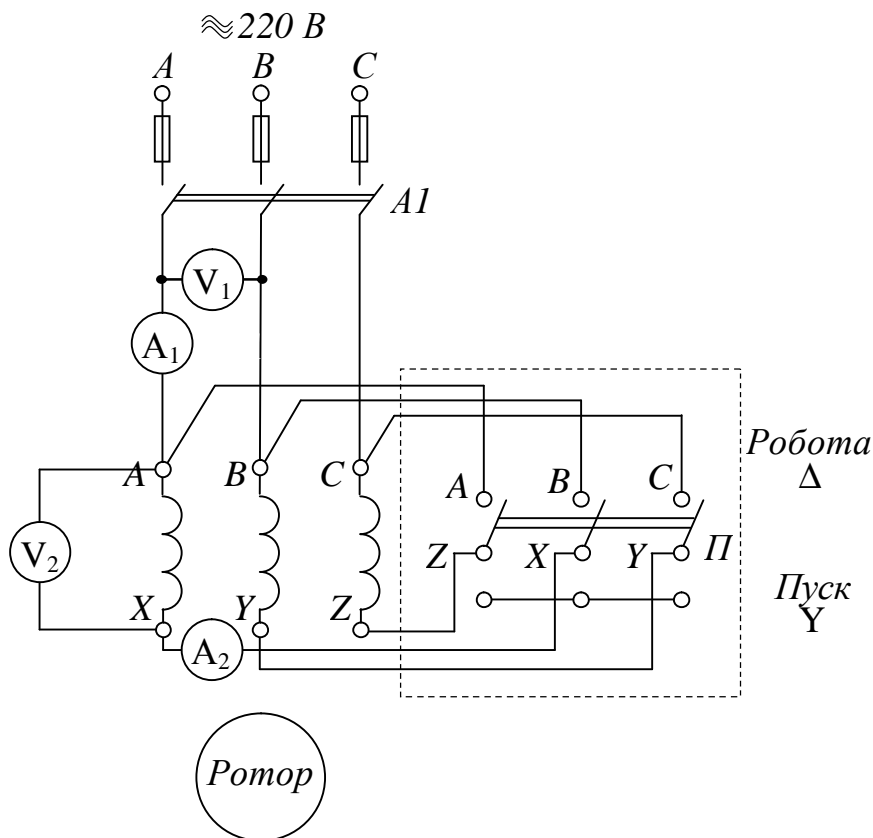 ≈220 В
A B C
A1
V₁
A₁
Робота
Δ
A B C
A B C
V₂
Z X Y П
Пуск
Y
X Y Z
A₂
Ротор